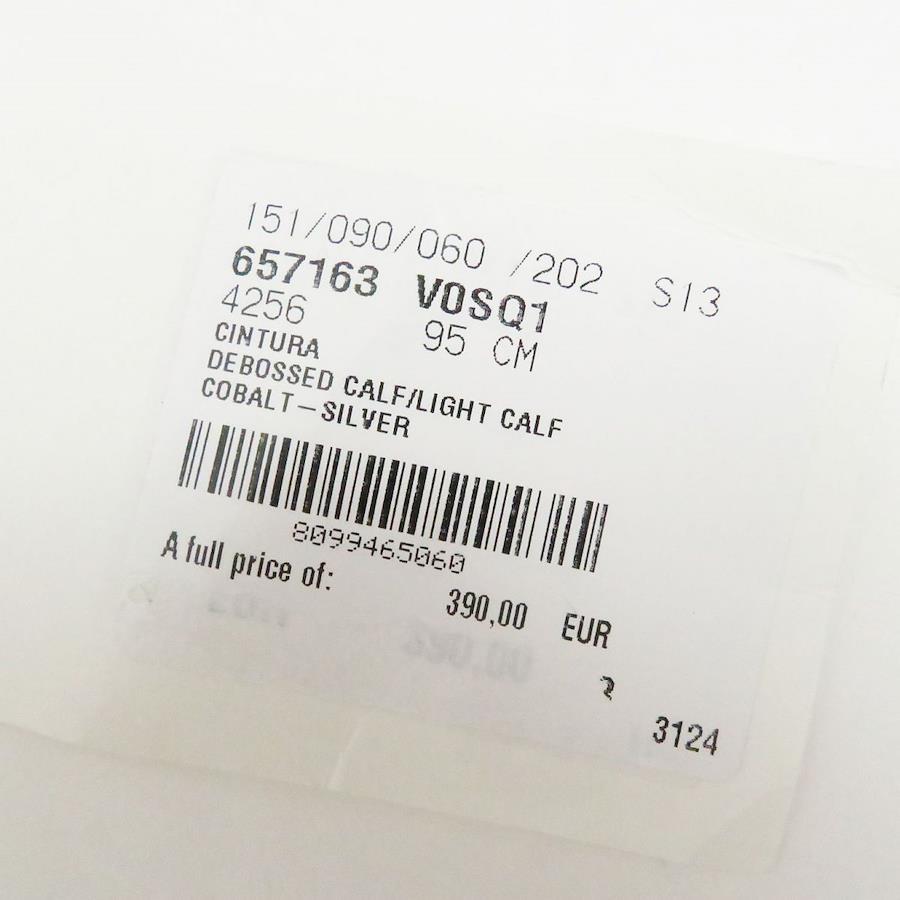 151/090/060 /202 S13
657163 V0SQ1
4256 95 CM
CINTURA
DEBOSSED CALF/LIGHT CALF
COBALT-SILVER
8099465060
A full price of:
390,00 EUR
3124